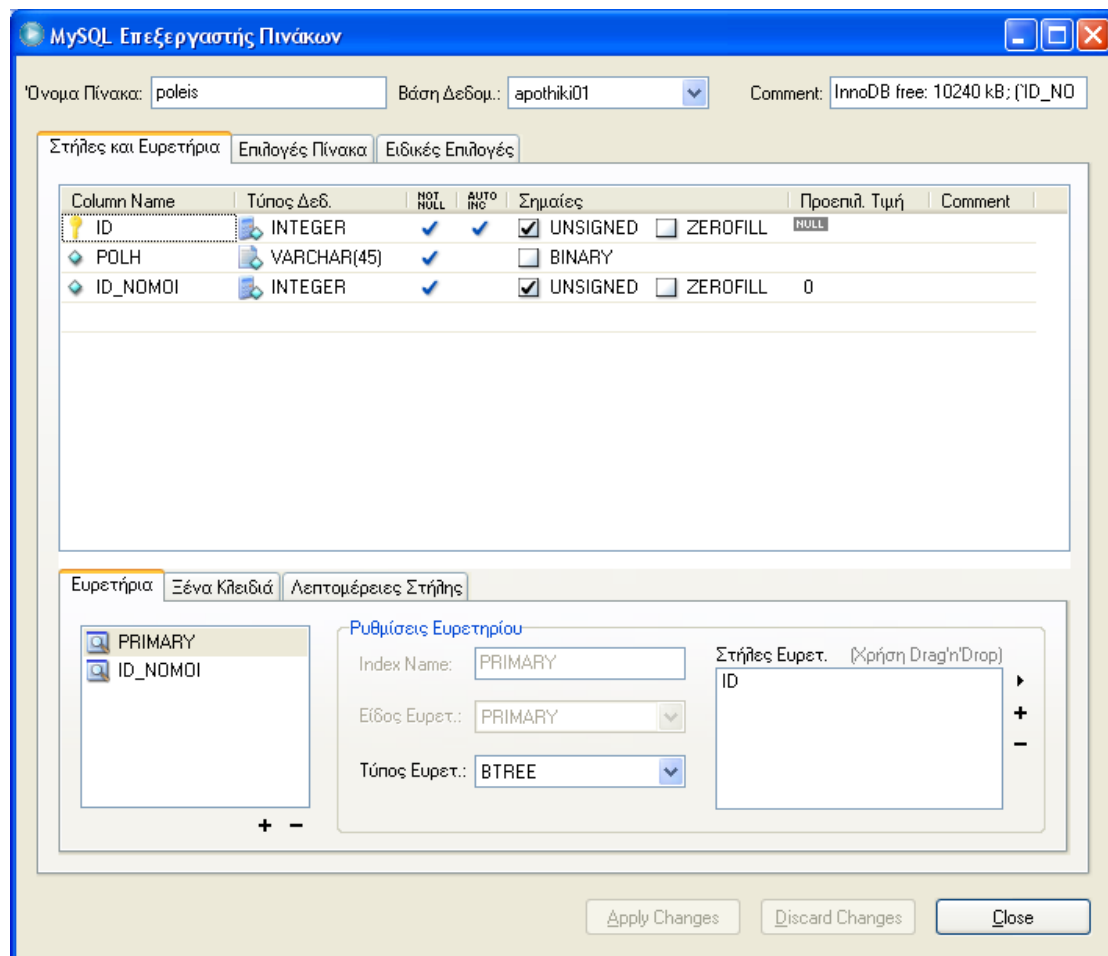 MySQL Επεξεργαστής Πινάκων
Όνομα Πίνακα: poleis Βάση Δεδομ.: apothiki01 Comment: InnoDB free: 10240 kB; (`ID_NO
Στήλες και Ευρετήρια Επιλογές Πίνακα Ειδικές Επιλογές
Column Name Τύπος Δεδ. NOT NULL AUTO INC Σημαίες Προεπιλ. Τιμή Comment
ID INTEGER UNSIGNED ZEROFILL NULL
POLH VARCHAR(45) BINARY
ID_NOMOI INTEGER UNSIGNED ZEROFILL 0
Ευρετήρια Ξένα Κλειδιά Λεπτομέρειες Στήλης
PRIMARY
ID_NOMOI
Ρυθμίσεις Ευρετηρίου
Index Name: PRIMARY
Είδος Ευρετ.: PRIMARY
Τύπος Ευρετ.: BTREE
Στήλες Ευρετ. (Χρήση Drag'n'Drop)
ID
Apply Changes Discard Changes Close